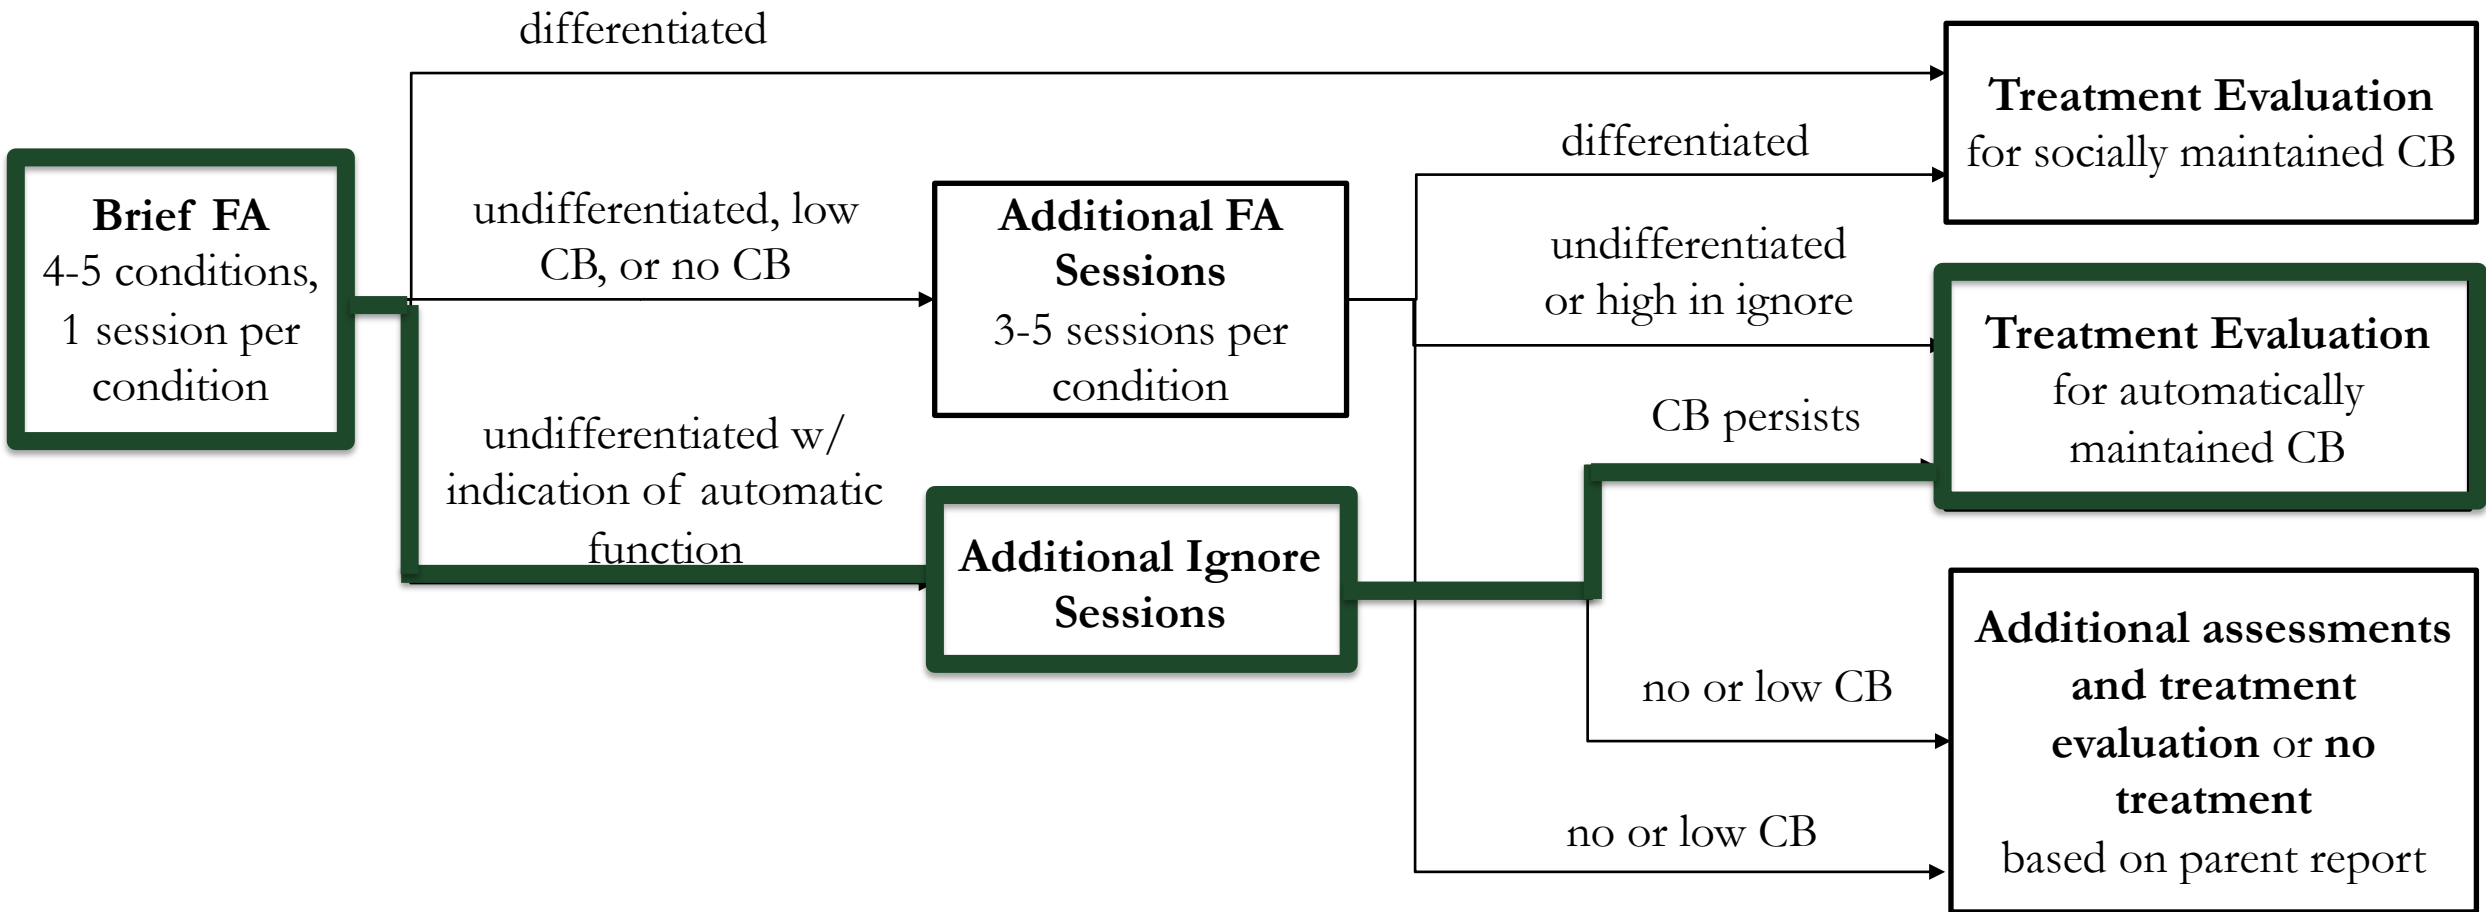 differentiated
Brief FA
4-5 conditions,
1 session per
condition
undifferentiated, low
CB, or no CB
undifferentiated w/
indication of automatic
function
Additional FA
Sessions
3-5 sessions per
condition
Additional Ignore
Sessions
differentiated
undifferentiated
or high in ignore
CB persists
no or low CB
no or low CB
Treatment Evaluation
for socially maintained CB
Treatment Evaluation
for automatically
maintained CB
Additional assessments
and treatment
evaluation or no
treatment
based on parent report